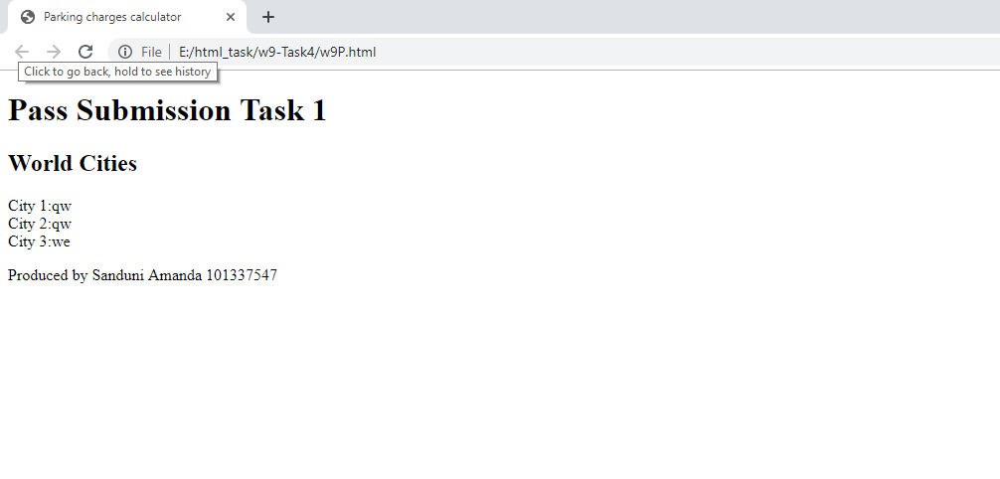 Parking charges calculator
File E:/html_task/w9-Task4/w9P.html
Click to go back, hold to see history
Pass Submission Task 1
World Cities
City 1:qw
City 2:qw
City 3:we
Produced by Sanduni Amanda 101337547